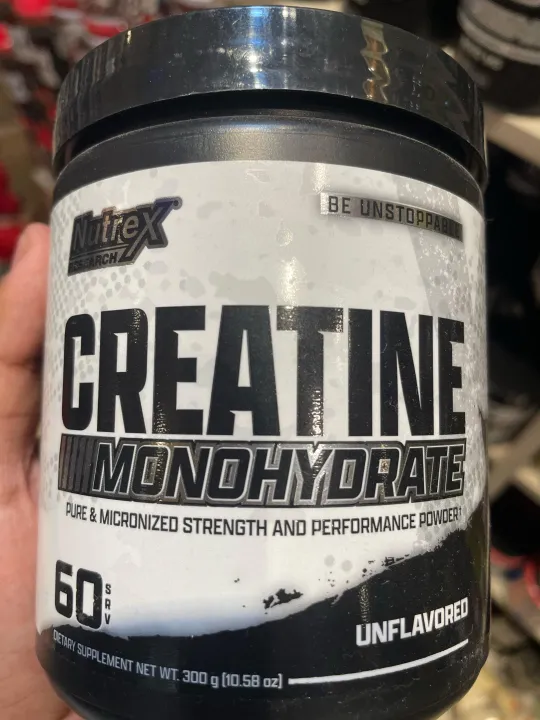 Nutrex
RESEARCH
BE UNSTOPPABLE
CREATINE
MONOHYDRATE
PURE & MICRONIZED STRENGTH AND PERFORMANCE POWDER
60 SRV
UNFLAVORED
DIETARY SUPPLEMENT NET WT. 300 g (10.58 oz)